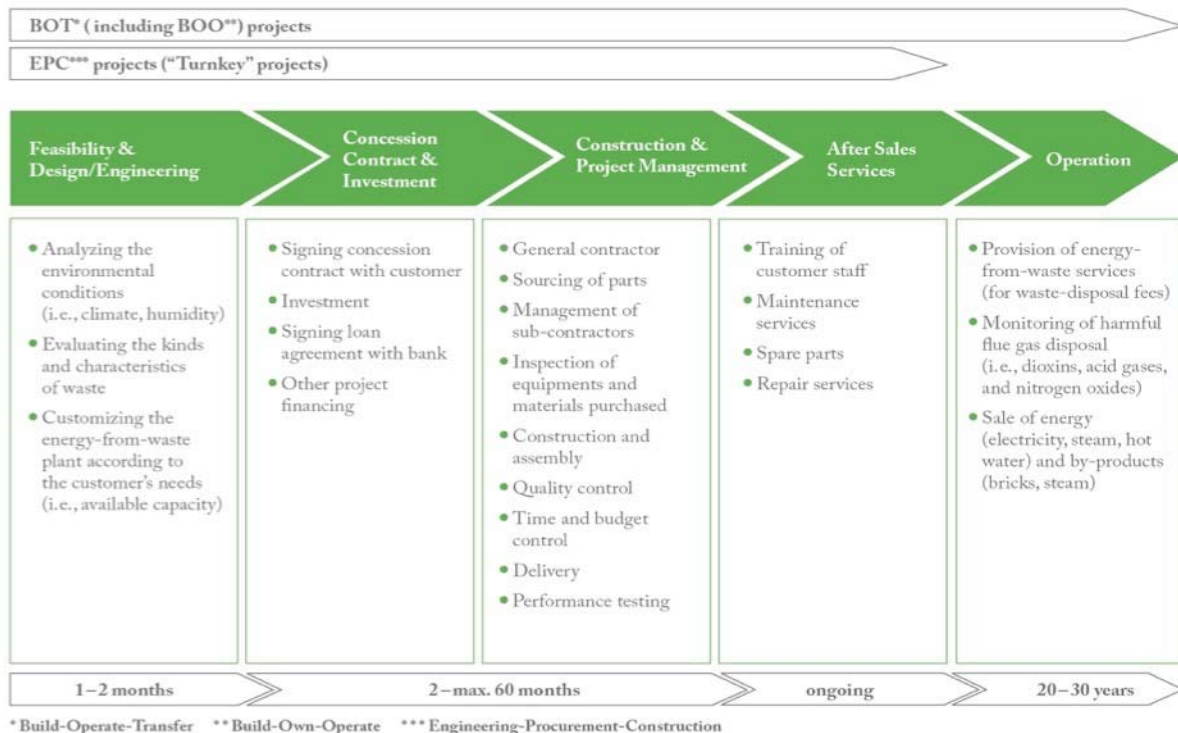 BOT* ( including BOO**) projects
EPC*** projects (“Turnkey” projects)
Feasibility &
Design/Engineering
Concession
Contract &
Investment
Construction &
Project Management
After Sales
Services
Operation
• Analyzing the
environmental
conditions
(i.e., climate, humidity)
• Evaluating the kinds
and characteristics
of waste
• Customizing the
energy-from-waste
plant according to
the customer’s needs
(i.e., available capacity)
• Signing concession
contract with customer
• Investment
• Signing loan
agreement with bank
• Other project
financing
• General contractor
• Sourcing of parts
• Management of
sub-contractors
• Inspection of
equipments and
materials purchased
• Construction and
assembly
• Quality control
• Time and budget
control
• Delivery
• Performance testing
• Training of
customer staff
• Maintenance
services
• Spare parts
• Repair services
• Provision of energy-
from-waste services
(for waste-disposal fees)
• Monitoring of harmful
flue gas disposal
(i.e., dioxins, acid gases,
and nitrogen oxides)
• Sale of energy
(electricity, steam, hot
water) and by-products
(bricks, steam)
1–2 months
2–max. 60 months
ongoing
20–30 years
*Build-Operate-Transfer **Build-Own-Operate ***Engineering-Procurement-Construction